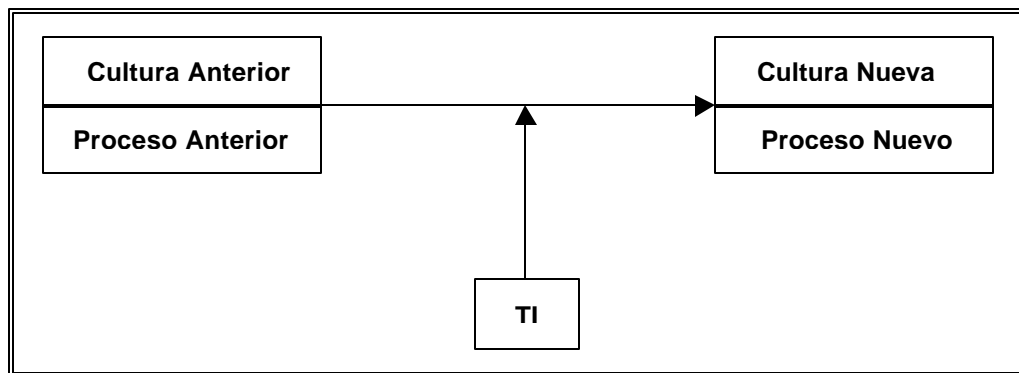 Cultura Anterior
Proceso Anterior
Cultura Nueva
Proceso Nuevo
TI